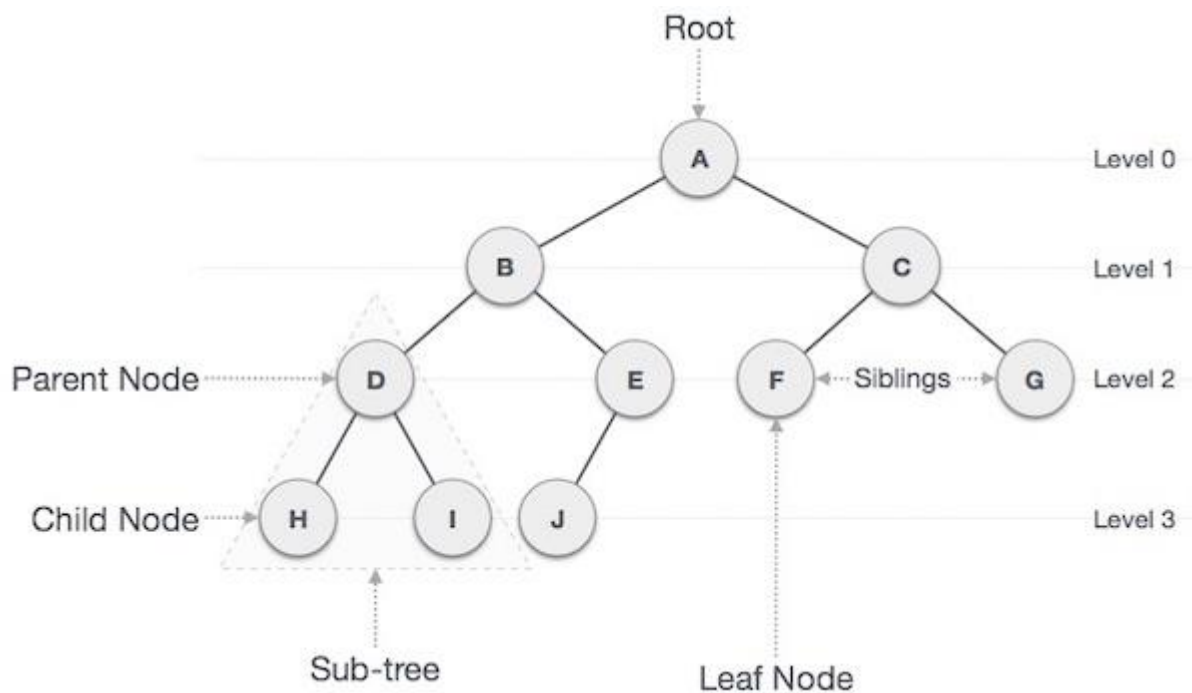 Root
A
Level 0
B
C
Level 1
Parent Node
D
E
F
Siblings
G
Level 2
Child Node
H
I
J
Level 3
Sub-tree
Leaf Node